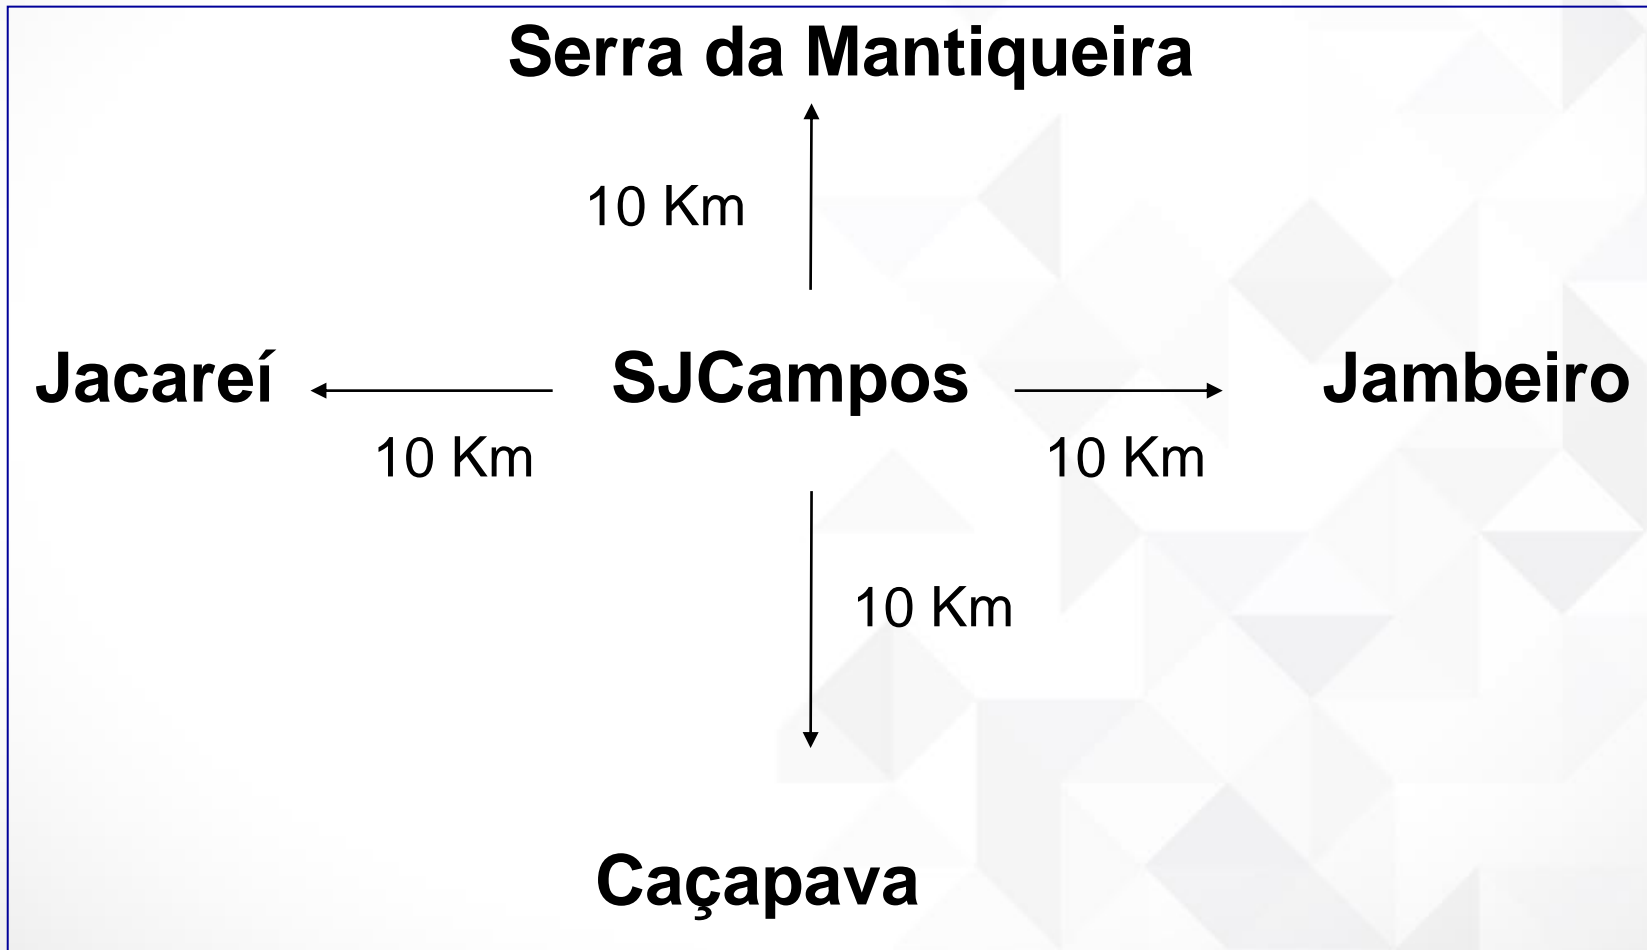 Serra da Mantiqueira
10 Km
Jacareí SJCampos Jambeiro
10 Km 10 Km
10 Km
Caçapava